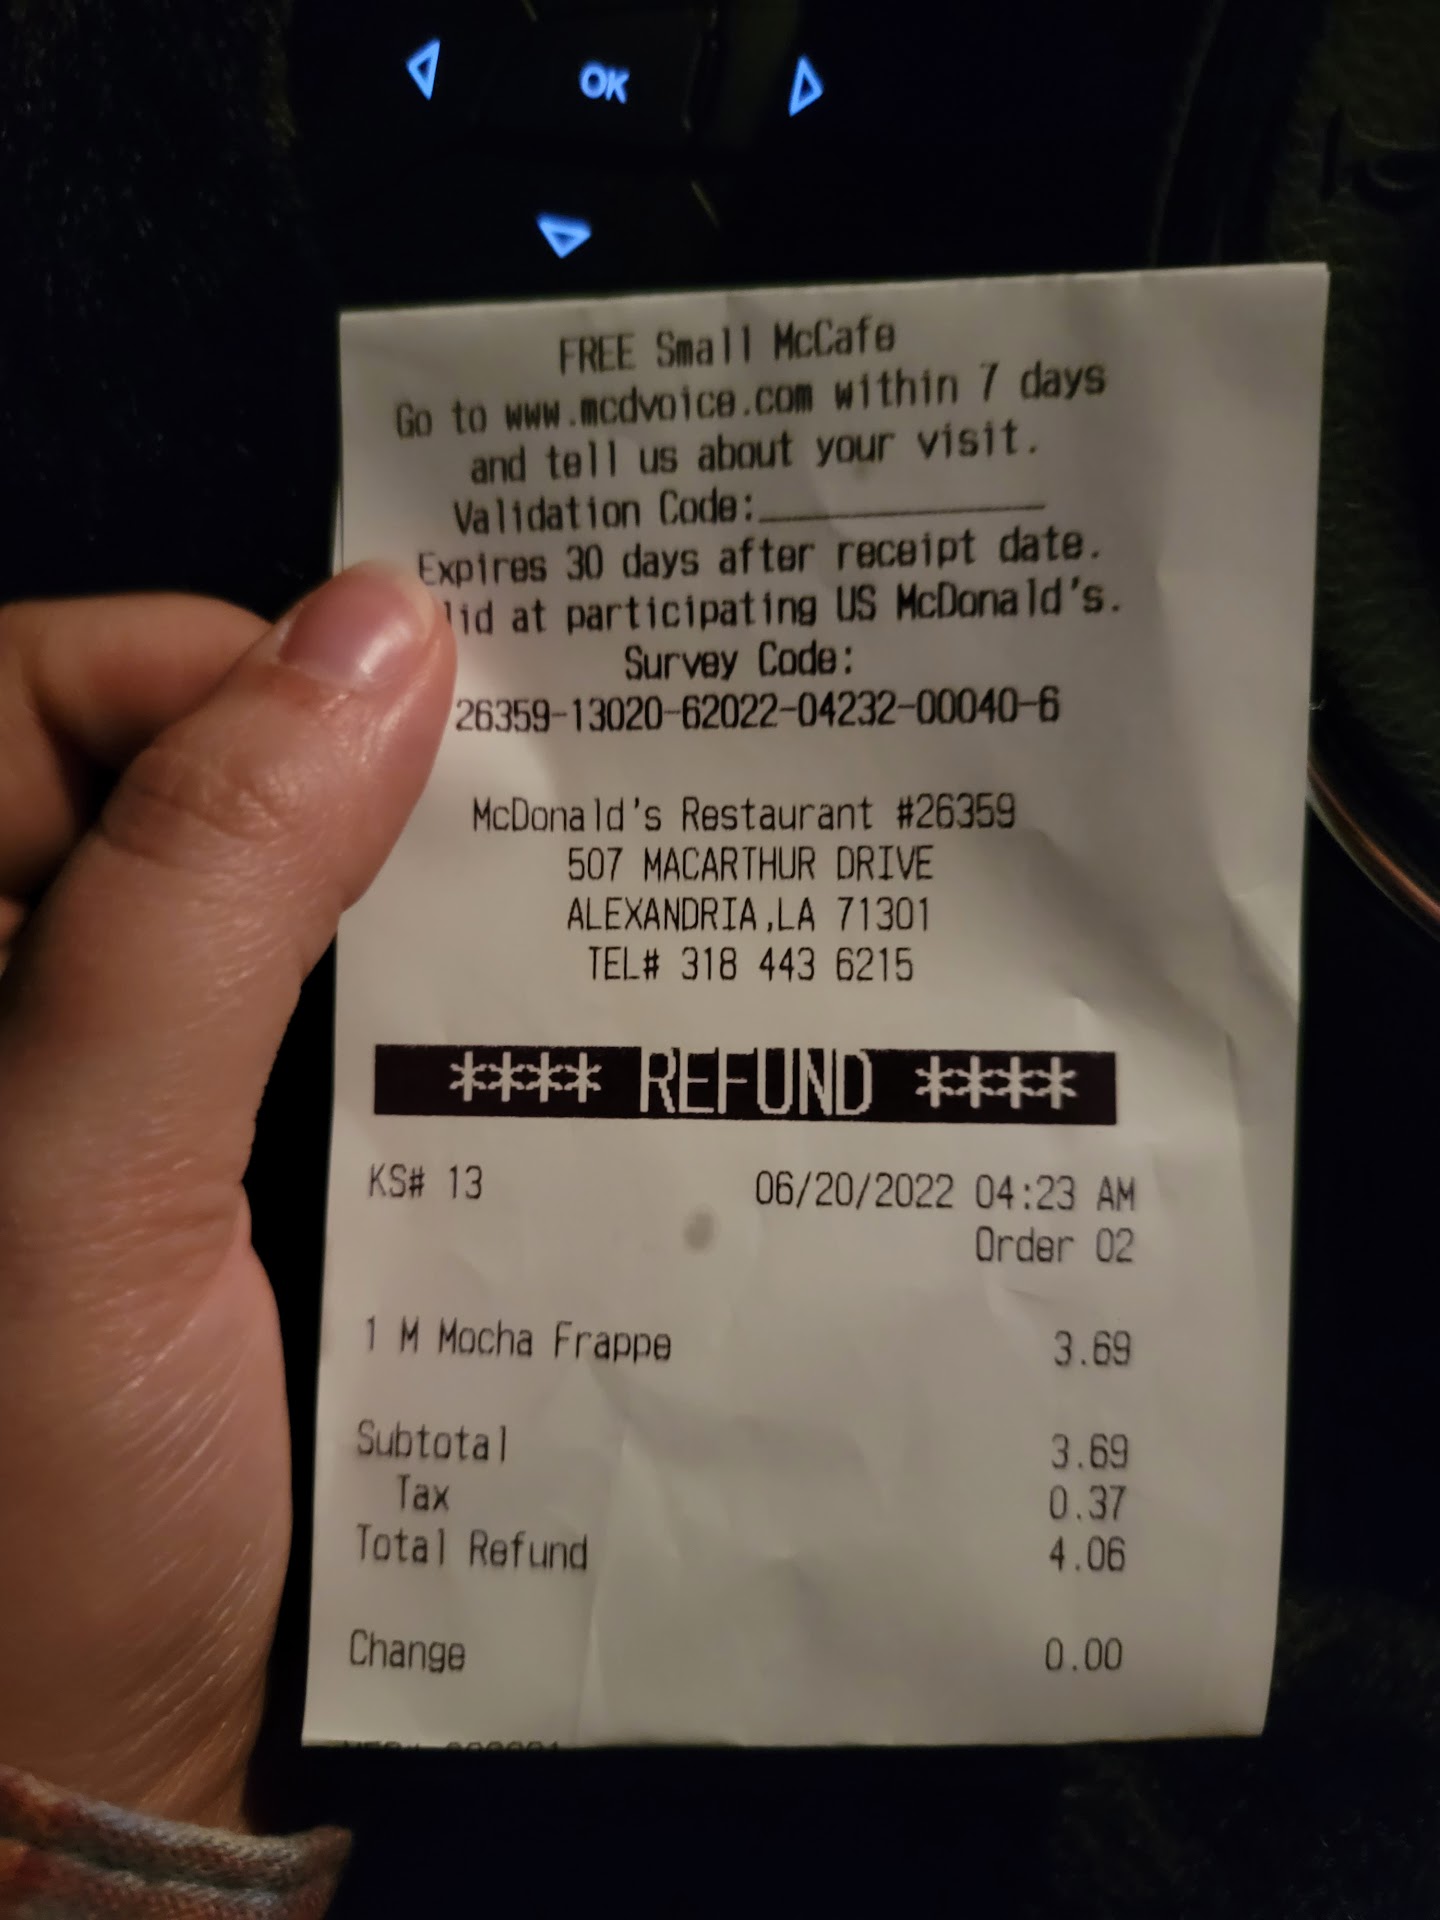 OK
FREE Small McCafe
Go to www.mcdvoice.com within 7 days
and tell us about your visit.
Validation Code:
Expires 30 days after receipt date.
lid at participating US McDonald's.
Survey Code:
26359-13020-62022-04232-00040-6
McDonald's Restaurant #26359
507 MACARTHUR DRIVE
ALEXANDRIA,LA 71301
TEL# 318 443 6215
**** REFUND ****
KS# 13 06/20/2022 04:23 AM
Order 02
1 M Mocha Frappe 3.69
Subtotal 3.69
Tax 0.37
Total Refund 4.06
Change 0.00